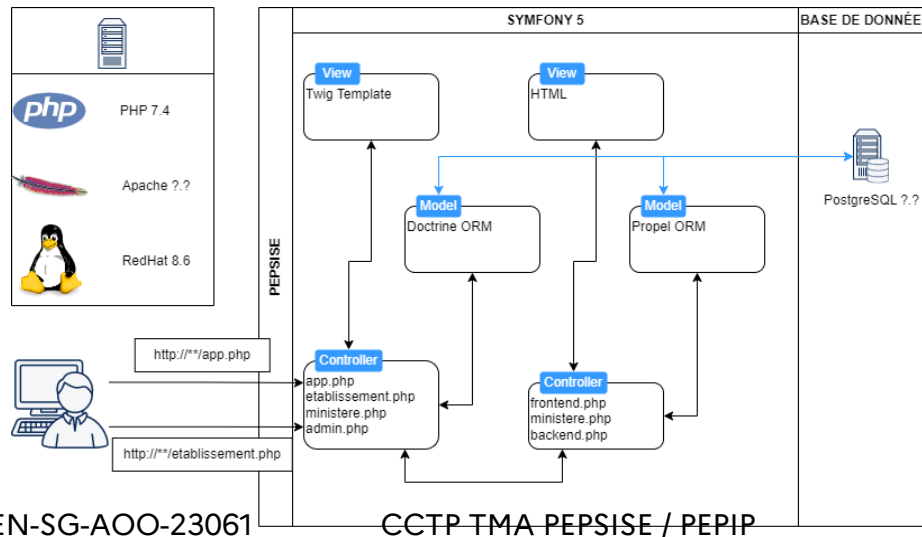 SYMFONY 5
BASE DE DONNÉE
php
PHP 7.4
Apache ?.?
RedHat 8.6
PEPSISE
View
Twig Template
View
HTML
Model
Doctrine ORM
Model
Propel ORM
PostgreSQL ?.?
http://**/app.php
http://**/etablissement.php
Controller
app.php
etablissement.php
ministere.php
admin.php
Controller
frontend.php
ministere.php
backend.php
EN-SG-AOO-23061
CCTP TMA PEPSISE / PEPIP